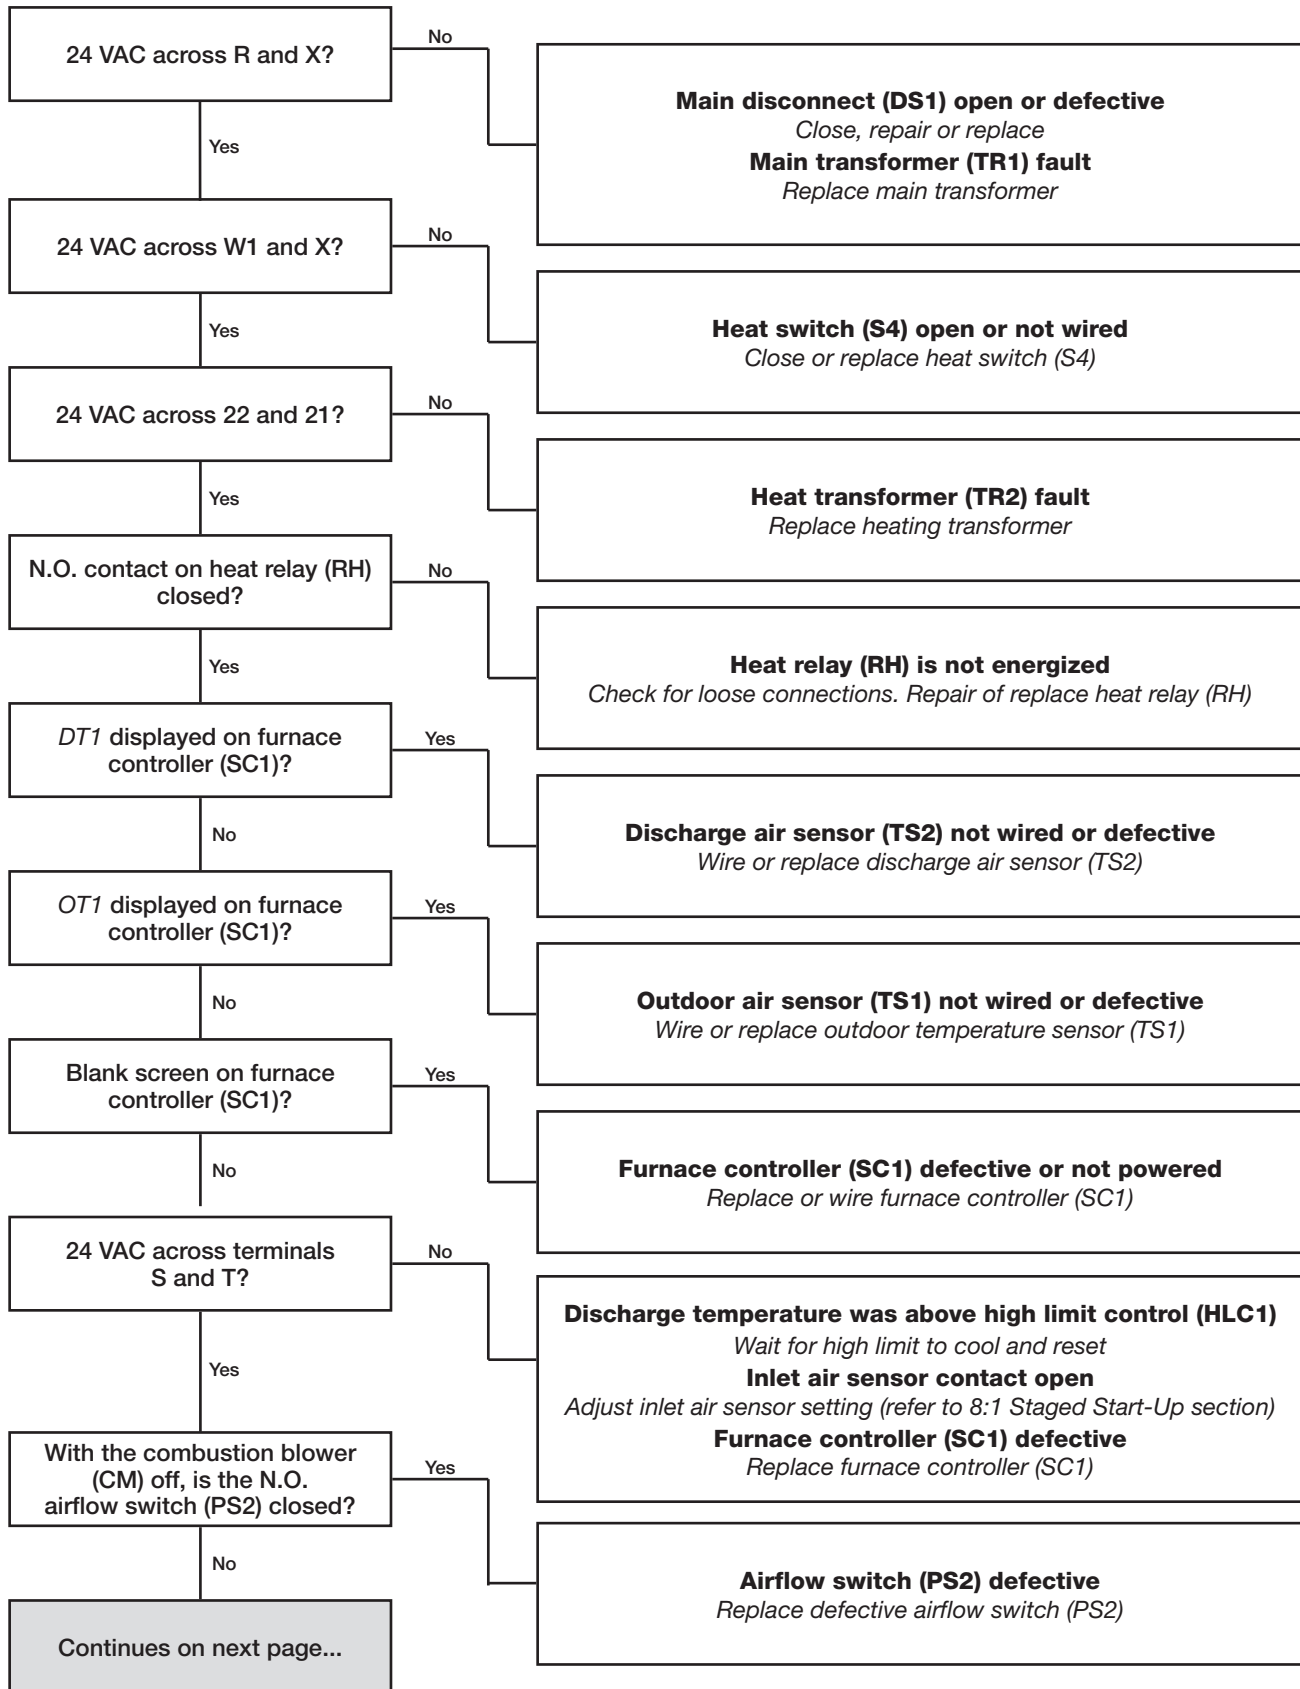 24 VAC across R and X?
No
Main disconnect (DS1) open or defective
Close, repair or replace
Main transformer (TR1) fault
Replace main transformer
Yes
24 VAC across W1 and X?
No
Heat switch (S4) open or not wired
Close or replace heat switch (S4)
Yes
24 VAC across 22 and 21?
No
Heat transformer (TR2) fault
Replace heating transformer
Yes
N.O. contact on heat relay (RH)
closed?
No
Heat relay (RH) is not energized
Check for loose connections. Repair of replace heat relay (RH)
Yes
DT1 displayed on furnace
controller (SC1)?
Yes
Discharge air sensor (TS2) not wired or defective
Wire or replace discharge air sensor (TS2)
No
OT1 displayed on furnace
controller (SC1)?
Yes
Outdoor air sensor (TS1) not wired or defective
Wire or replace outdoor temperature sensor (TS1)
No
Blank screen on furnace
controller (SC1)?
Yes
Furnace controller (SC1) defective or not powered
Replace or wire furnace controller (SC1)
No
24 VAC across terminals
S and T?
No
Discharge temperature was above high limit control (HLC1)
Wait for high limit to cool and reset
Inlet air sensor contact open
Adjust inlet air sensor setting (refer to 8:1 Staged Start-Up section)
Furnace controller (SC1) defective
Replace furnace controller (SC1)
Yes
With the combustion blower
(CM) off, is the N.O.
airflow switch (PS2) closed?
Yes
Airflow switch (PS2) defective
Replace defective airflow switch (PS2)
No
Continues on next page...